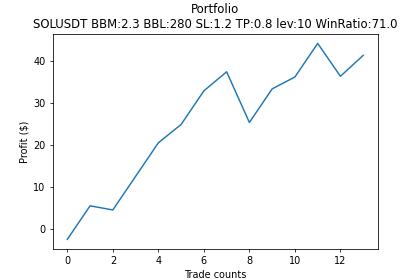 Portfolio
SOLUSDT BBM:2.3 BBL:280 SL:1.2 TP:0.8 lev:10 WinRatio:71.0
Profit ($)
40
30
20
10
0
0 2 4 6 8 10 12
Trade counts